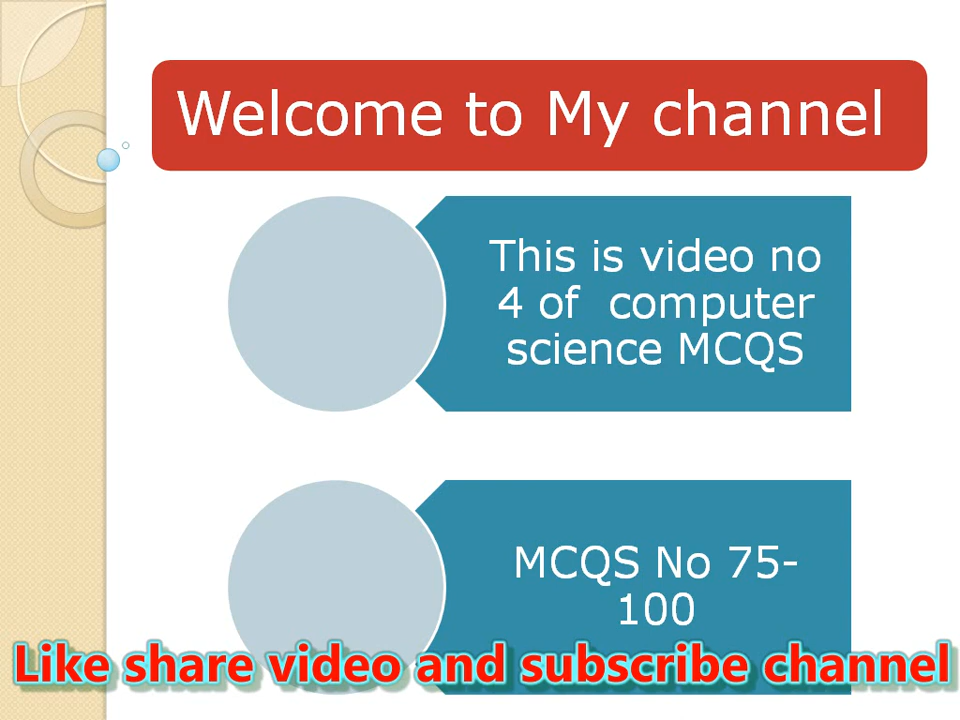 Welcome to My channel
This is video no
4 of computer
science MCQS
MCQS No 75-
100
Like share video and subscribe channel